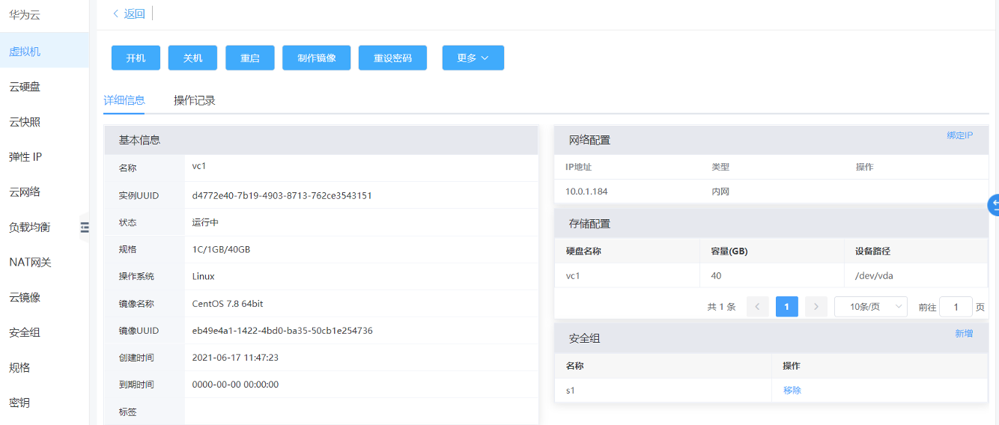 华为云
虚拟机
云硬盘
云快照
弹性 IP
云网络
负载均衡
NAT网关
云镜像
安全组
规格
密钥
返回
开机 关机 重启 制作镜像 重设密码 更多
详细信息 操作记录
基本信息
名称 vc1
实例UUID d4772e40-7b19-4903-8713-762ce3543151
状态 运行中
规格 1C/1GB/40GB
操作系统 Linux
镜像名称 CentOS 7.8 64bit
镜像UUID eb49e4a1-1422-4bd0-ba35-50cb1e254736
创建时间 2021-06-17 11:47:23
到期时间 0000-00-00 00:00:00
标签
网络配置 绑定IP
IP地址 类型 操作
10.0.1.184 内网
存储配置
硬盘名称 容量(GB) 设备路径
vc1 40 /dev/vda
共 1 条 1 10条/页 前往 1 页
安全组 新增
名称 操作
s1 移除